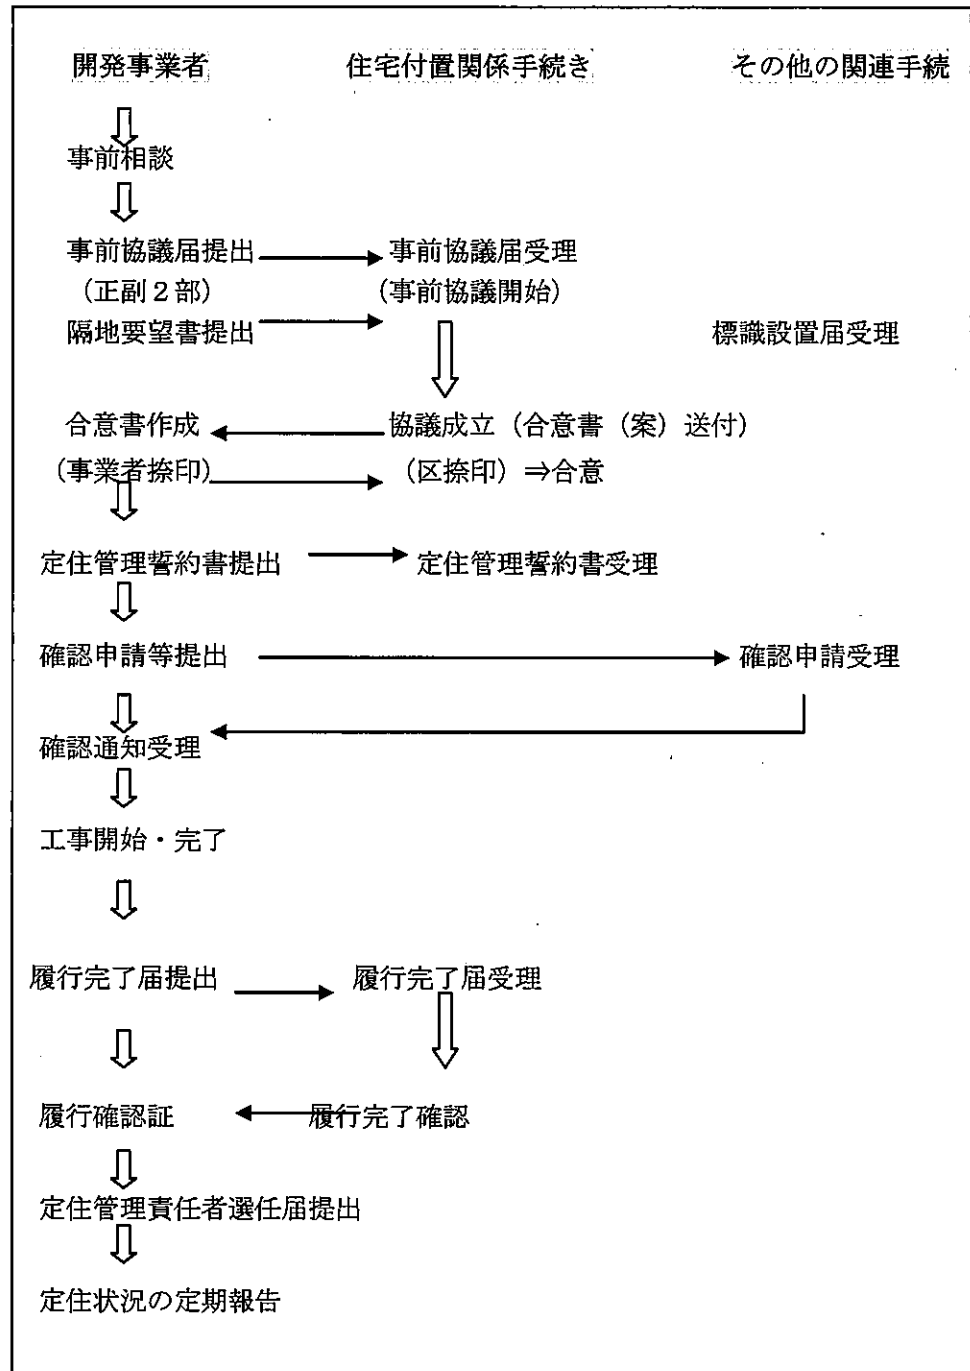 開発事業者 住宅付置関係手続き その他の関連手続
事前相談
事前協議届提出 事前協議届受理
（正副２部） （事前協議開始）
隔地要望書提出 標識設置届受理
合意書作成 協議成立（合意書（案）送付）
（事業者捺印） （区捺印）⇒合意
定住管理誓約書提出 定住管理誓約書受理
確認申請等提出 確認申請受理
確認通知受理
工事開始・完了
履行完了届提出 履行完了届受理
履行確認証 履行完了確認
定住管理責任者選任届提出
定住状況の定期報告